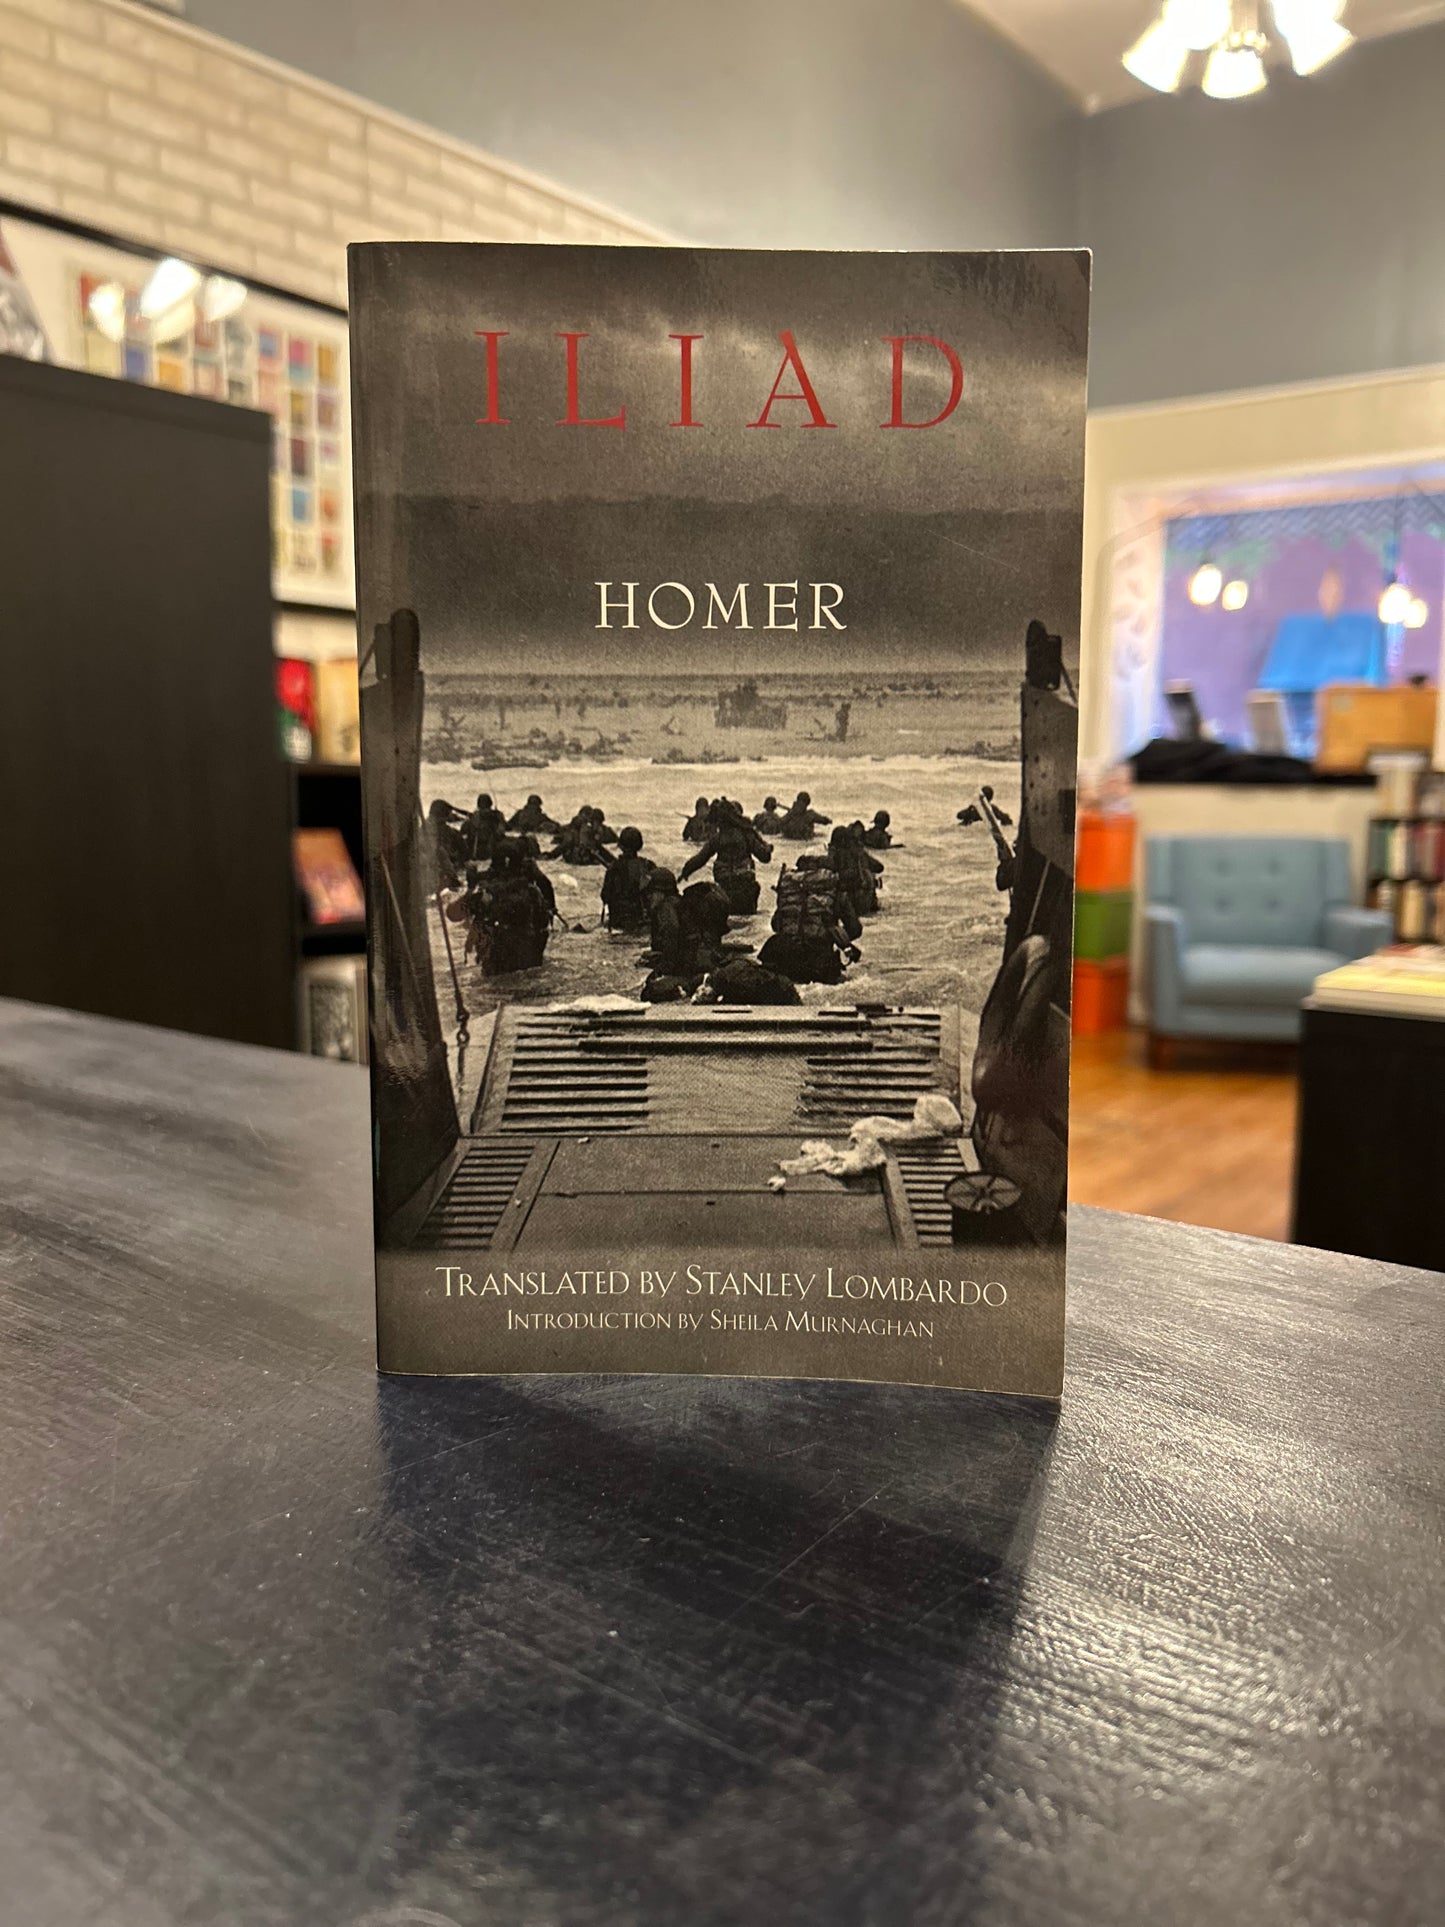 ILIAD
HOMER
TRANSLATED BY STANLEY LOMBARDO
INTRODUCTION BY SHEILA MURNAGHAN